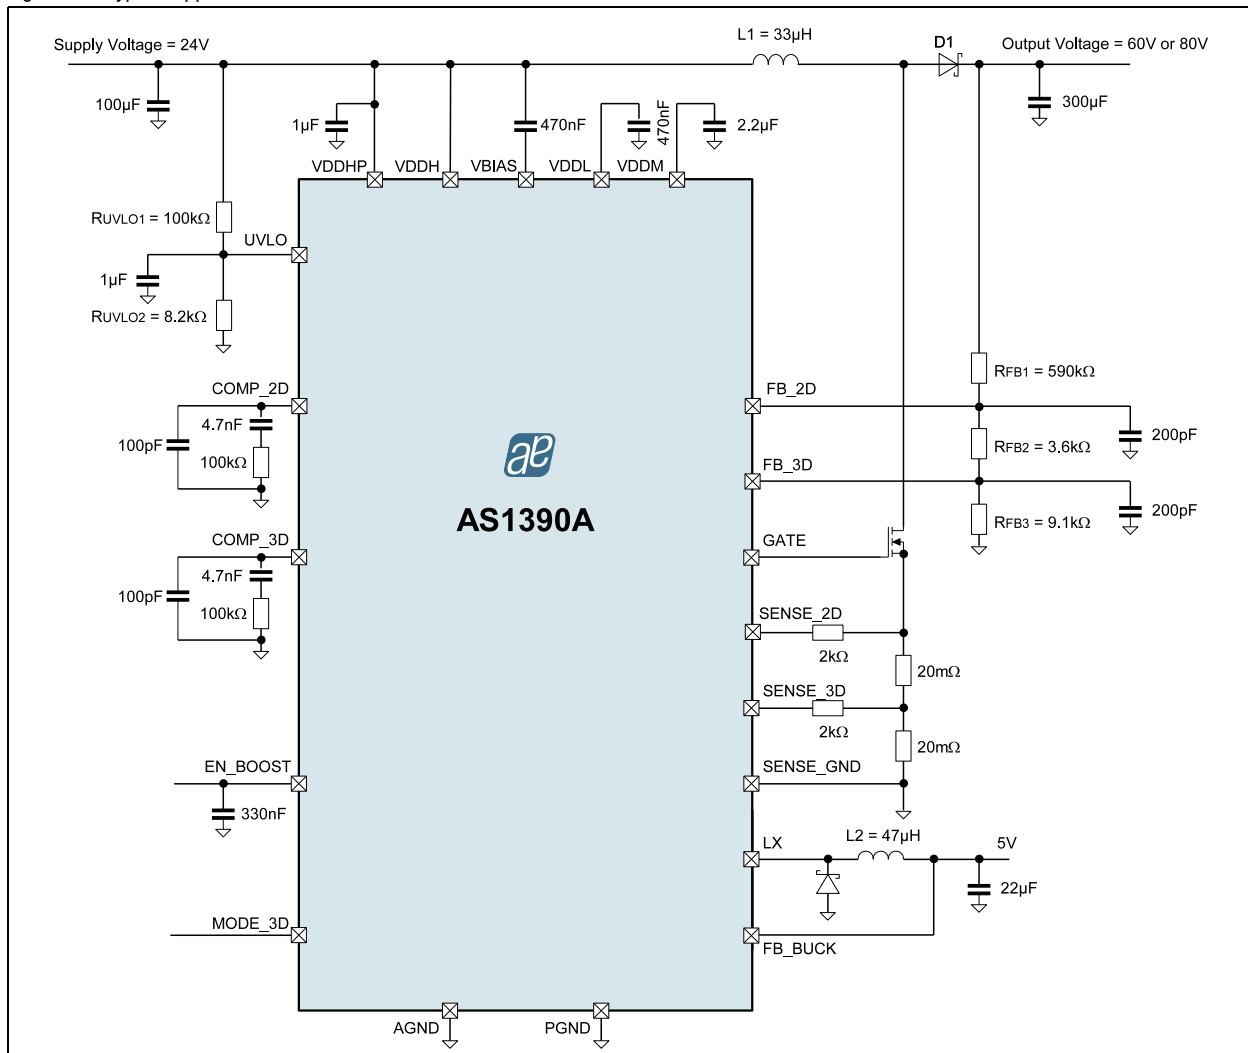 Supply Voltage = 24V
L1 = 33µH
D1
Output Voltage = 60V or 80V
100µF
1µF
470nF
470nF
2.2µF
300µF
VDDHP
VDDH
VBIAS
VDDL
VDDM
RUVLO1 = 100kΩ
UVLO
1µF
RUVLO2 = 8.2kΩ
COMP_2D
4.7nF
100pF
100kΩ
FB_2D
RFB1 = 590kΩ
200pF
RFB2 = 3.6kΩ
FB_3D
RFB3 = 9.1kΩ
200pF
AS1390A
COMP_3D
4.7nF
100pF
100kΩ
GATE
SENSE_2D
2kΩ
20mΩ
SENSE_3D
2kΩ
20mΩ
EN_BOOST
330nF
SENSE_GND
LX
L2 = 47µH
5V
22µF
MODE_3D
FB_BUCK
AGND
PGND